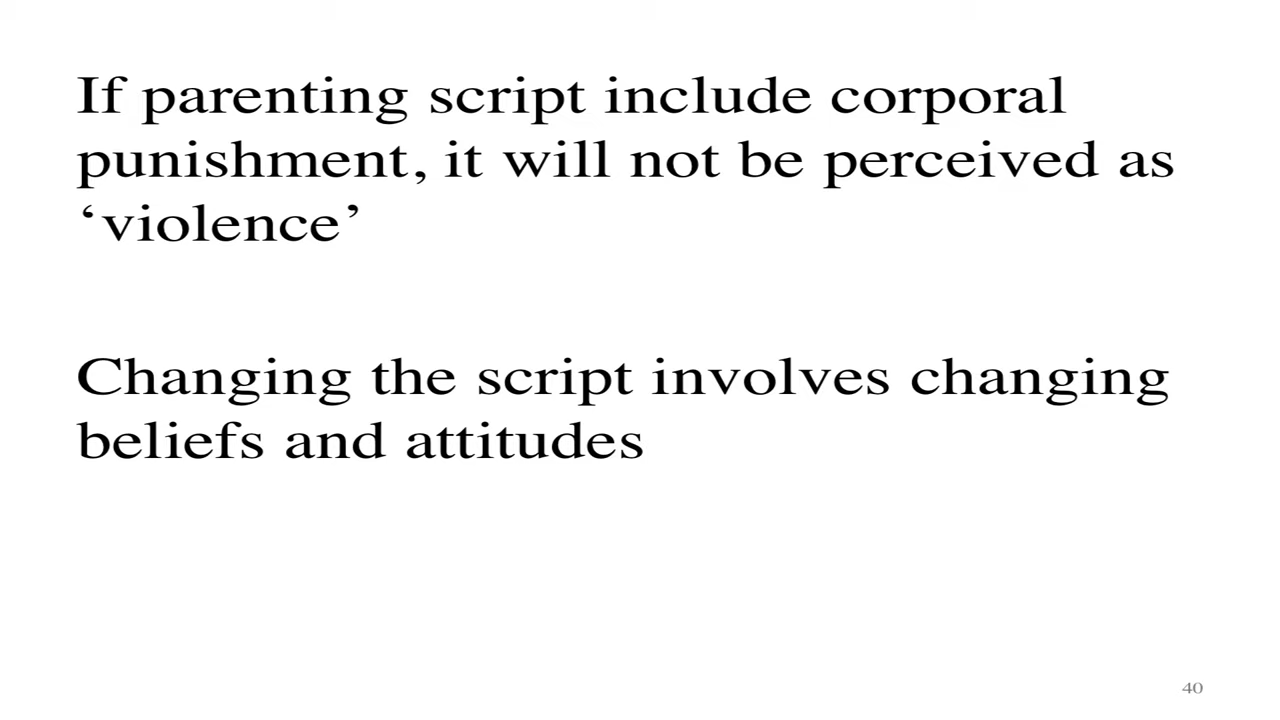 If parenting script include corporal
punishment, it will not be perceived as
‘violence’
Changing the script involves changing
beliefs and attitudes
40